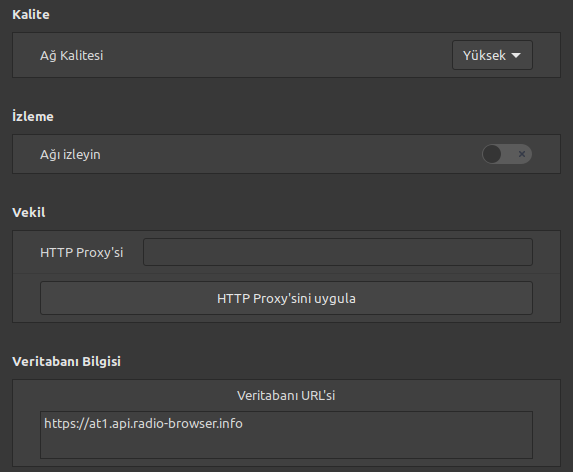 Kalite
Ağ Kalitesi
Yüksek
İzleme
Ağı izleyin
Vekil
HTTP Proxy'si
HTTP Proxy'sini uygula
Veritabanı Bilgisi
Veritabanı URL'si
https://at1.api.radio-browser.info